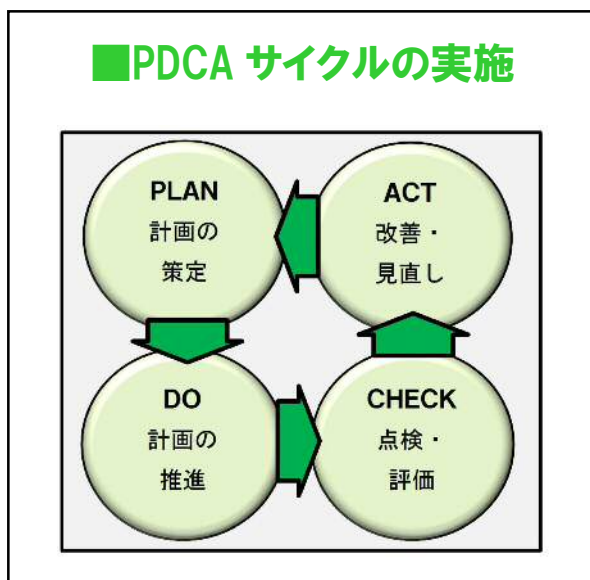 ■PDCA サイクルの実施
PLAN
計画の
策定
ACT
改善・
見直し
DO
計画の
推進
CHECK
点検・
評価